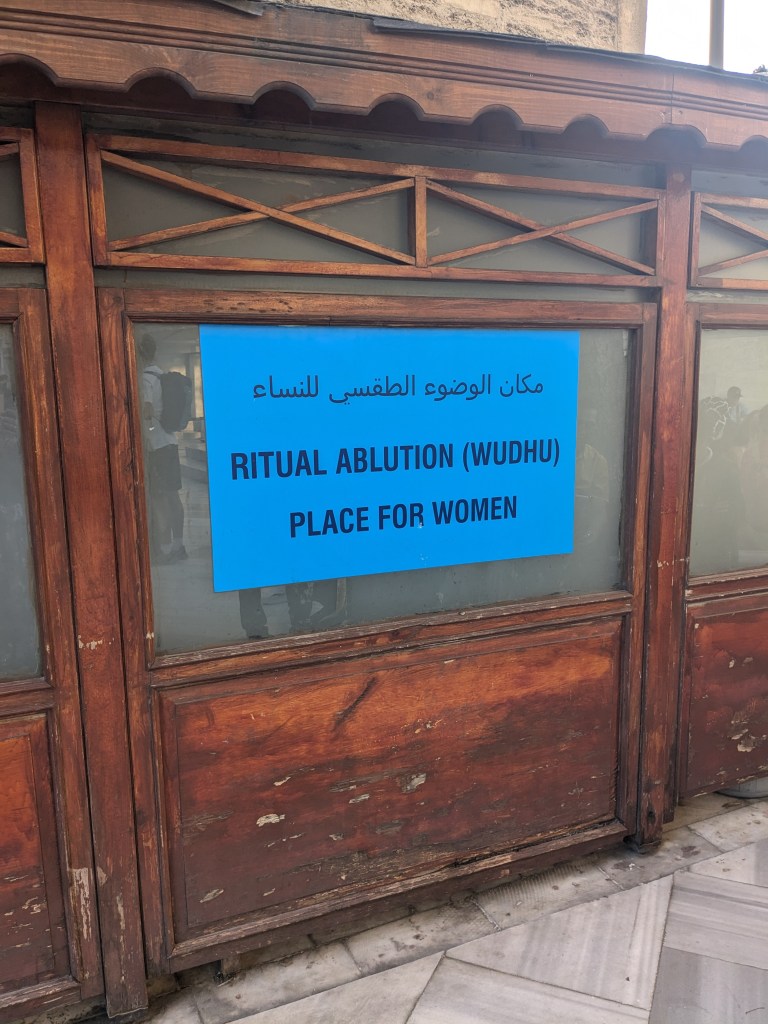 مكان الوضوء الطقسي للنساء
RITUAL ABLUTION (WUDHU)
PLACE FOR WOMEN